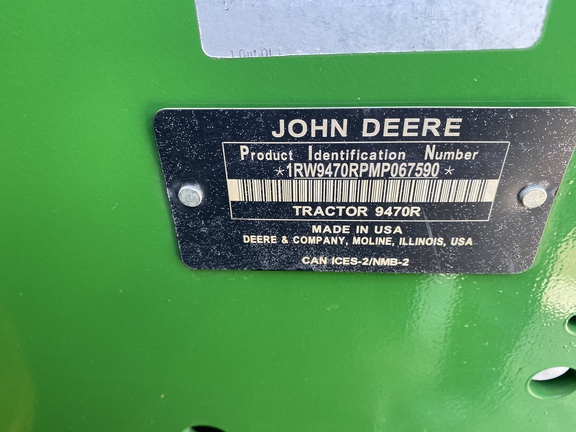 JOHN DEERE
Product Identification Number
*1RW9470RPMP067590*
TRACTOR 9470R
MADE IN USA
DEERE & COMPANY, MOLINE, ILLINOIS, USA
CAN ICES-2/NMB-2